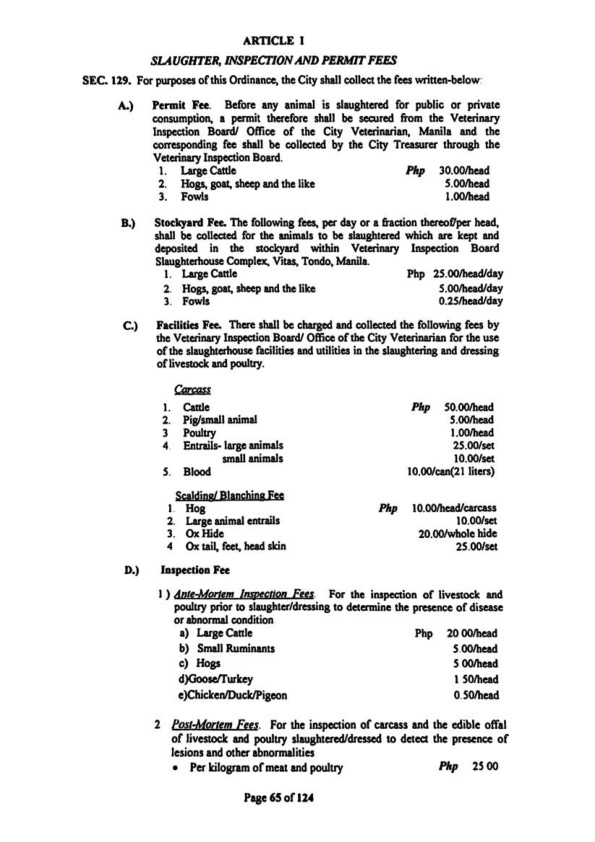 ARTICLE I
SLAUGHTER, INSPECTION AND PERMIT FEES
SEC. 129. For purposes of this Ordinance, the City shall collect the fees written-below:
A.) Permit Fee. Before any animal is slaughtered for public or private
consumption, a permit therefore shall be secured from the Veterinary
Inspection Board/ Office of the City Veterinarian, Manila and the
corresponding fee shall be collected by the City Treasurer through the
Veterinary Inspection Board.
1. Large Cattle Php 30.00/head
2. Hogs, goat, sheep and the like 5.00/head
3. Fowls 1.00/head
B.) Stockyard Fee. The following fees, per day or a fraction thereof/per head,
shall be collected for the animals to be slaughtered which are kept and
deposited in the stockyard within Veterinary Inspection Board
Slaughterhouse Complex, Vitas, Tondo, Manila.
1. Large Cattle Php 25.00/head/day
2. Hogs, goat, sheep and the like 5.00/head/day
3. Fowls 0.25/head/day
C.) Facilities Fee. There shall be charged and collected the following fees by
the Veterinary Inspection Board/ Office of the City Veterinarian for the use
of the slaughterhouse facilities and utilities in the slaughtering and dressing
of livestock and poultry.
Carcass
1. Cattle Php 50.00/head
2. Pig/small animal 5.00/head
3 Poultry 1.00/head
4. Entrails- large animals 25.00/set
small animals 10.00/set
5. Blood 10.00/can(21 liters)
Scalding/ Blanching Fee
1. Hog Php 10.00/head/carcass
2. Large animal entrails 10.00/set
3. Ox Hide 20.00/whole hide
4 Ox tail, feet, head skin 25.00/set
D.) Inspection Fee
1 ) Ante-Mortem Inspection Fees. For the inspection of livestock and
poultry prior to slaughter/dressing to determine the presence of disease
or abnormal condition
a) Large Cattle Php 20 00/head
b) Small Ruminants 5.00/head
c) Hogs 5 00/head
d)Goose/Turkey 1 50/head
e)Chicken/Duck/Pigeon 0.50/head
2 Post-Mortem Fees. For the inspection of carcass and the edible offal
of livestock and poultry slaughtered/dressed to detect the presence of
lesions and other abnormalities
• Per kilogram of meat and poultry Php 25 00
Page 65 of 124